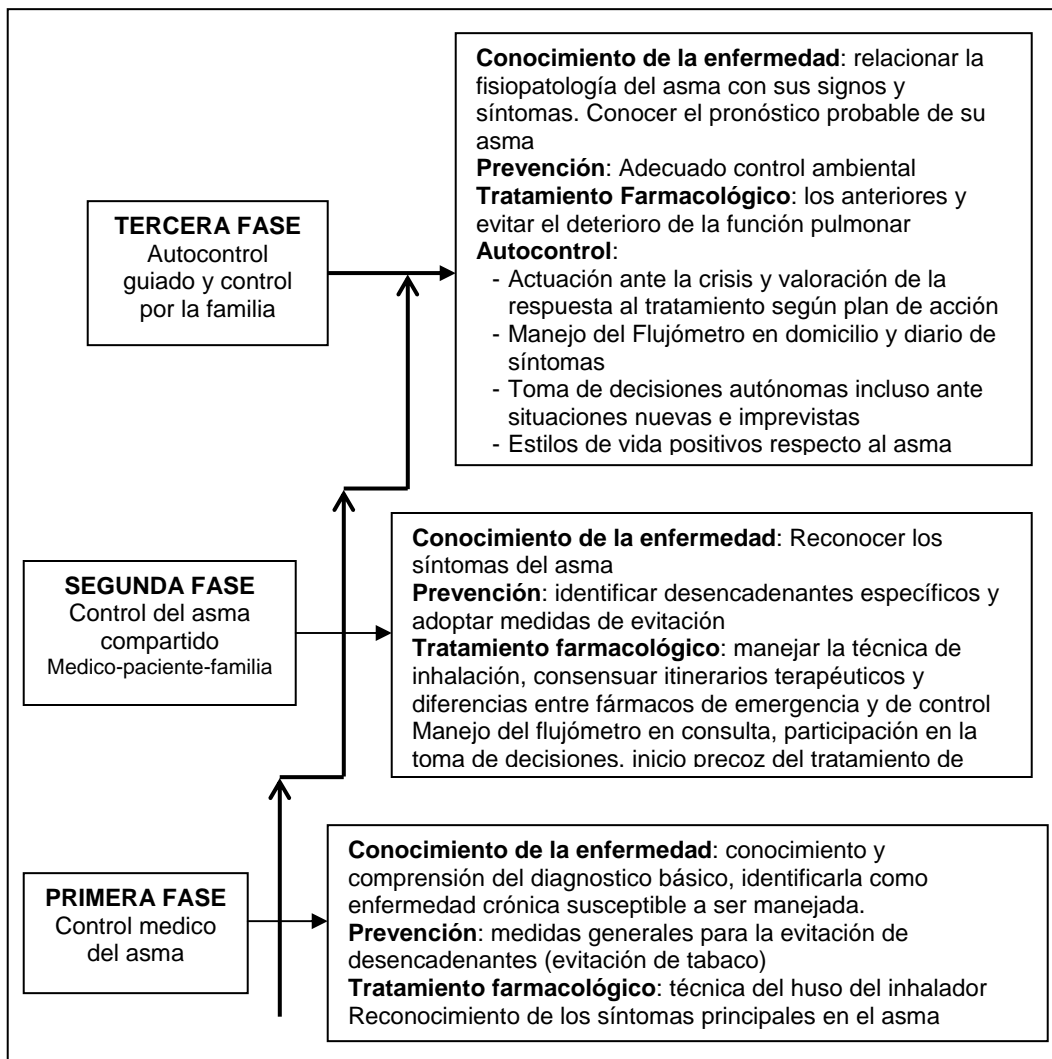 Conocimiento de la enfermedad: relacionar la
fisiopatología del asma con sus signos y
síntomas. Conocer el pronóstico probable de su
asma
Prevención: Adecuado control ambiental
Tratamiento Farmacológico: los anteriores y
evitar el deterioro de la función pulmonar
Autocontrol:
- Actuación ante la crisis y valoración de la
respuesta al tratamiento según plan de acción
- Manejo del Flujómetro en domicilio y diario de
síntomas
- Toma de decisiones autónomas incluso ante
situaciones nuevas e imprevistas
- Estilos de vida positivos respecto al asma
TERCERA FASE
Autocontrol
guiado y control
por la familia
Conocimiento de la enfermedad: Reconocer los
síntomas del asma
Prevención: identificar desencadenantes específicos y
adoptar medidas de evitación
Tratamiento farmacológico: manejar la técnica de
inhalación, consensuar itinerarios terapéuticos y
diferencias entre fármacos de emergencia y de control
Manejo del flujómetro en consulta, participación en la
toma de decisiones, inicio precoz del tratamiento de
SEGUNDA FASE
Control del asma
compartido
Medico-paciente-familia
Conocimiento de la enfermedad: conocimiento y
comprensión del diagnostico básico, identificarla como
enfermedad crónica susceptible a ser manejada.
Prevención: medidas generales para la evitación de
desencadenantes (evitación de tabaco)
Tratamiento farmacológico: técnica del huso del inhalador
Reconocimiento de los síntomas principales en el asma
PRIMERA FASE
Control medico
del asma